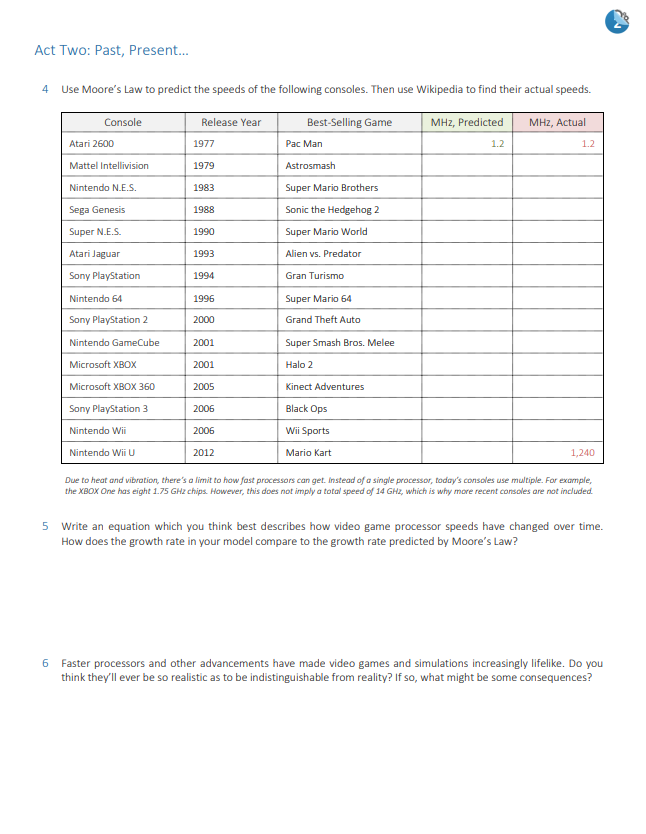 2
Act Two: Past, Present…
4 Use Moore's Law to predict the speeds of the following consoles. Then use Wikipedia to find their actual speeds.
Console Release Year Best-Selling Game MHz, Predicted MHz, Actual
Atari 2600 1977 Pac Man 1.2 1.2
Mattel Intellivision 1979 Astrosmash
Nintendo N.E.S. 1983 Super Mario Brothers
Sega Genesis 1988 Sonic the Hedgehog 2
Super N.E.S. 1990 Super Mario World
Atari Jaguar 1993 Alien vs. Predator
Sony PlayStation 1994 Gran Turismo
Nintendo 64 1996 Super Mario 64
Sony PlayStation 2 2000 Grand Theft Auto
Nintendo GameCube 2001 Super Smash Bros. Melee
Microsoft XBOX 2001 Halo 2
Microsoft XBOX 360 2005 Kinect Adventures
Sony PlayStation 3 2006 Black Ops
Nintendo Wii 2006 Wii Sports
Nintendo Wii U 2012 Mario Kart 1,240
Due to heat and vibration, there's a limit to how fast processors can get. Instead of a single processor, today's consoles use multiple. For example,
the XBOX One has eight 1.75 GHz chips. However, this does not imply a total speed of 14 GHz, which is why more recent consoles are not included.
5 Write an equation which you think best describes how video game processor speeds have changed over time.
How does the growth rate in your model compare to the growth rate predicted by Moore's Law?
6 Faster processors and other advancements have made video games and simulations increasingly lifelike. Do you
think they'll ever be so realistic as to be indistinguishable from reality? If so, what might be some consequences?